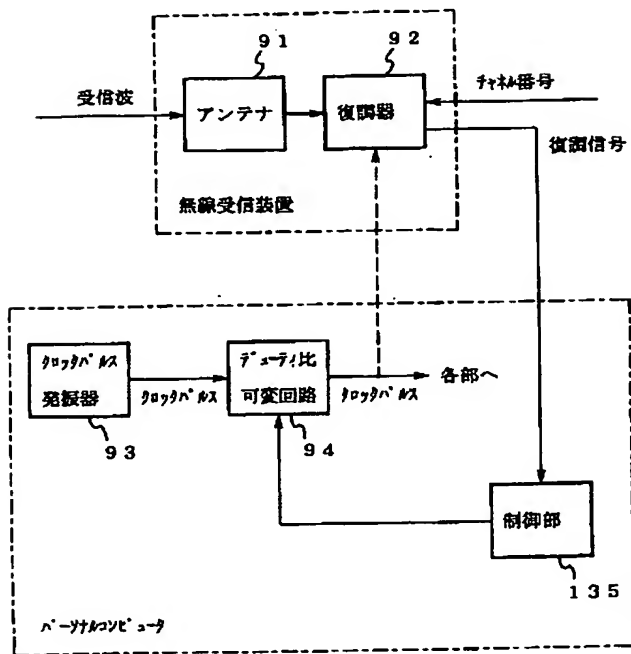 ９１
９２
受信波
アンテナ
復調器
チャネル番号
復調信号
無線受信装置
クロックパルス
発振器
クロックパルス
デューティ比
可変回路
クロックパルス
各部へ
９３
９４
制御部
１３５
パーソナルコンピュータ